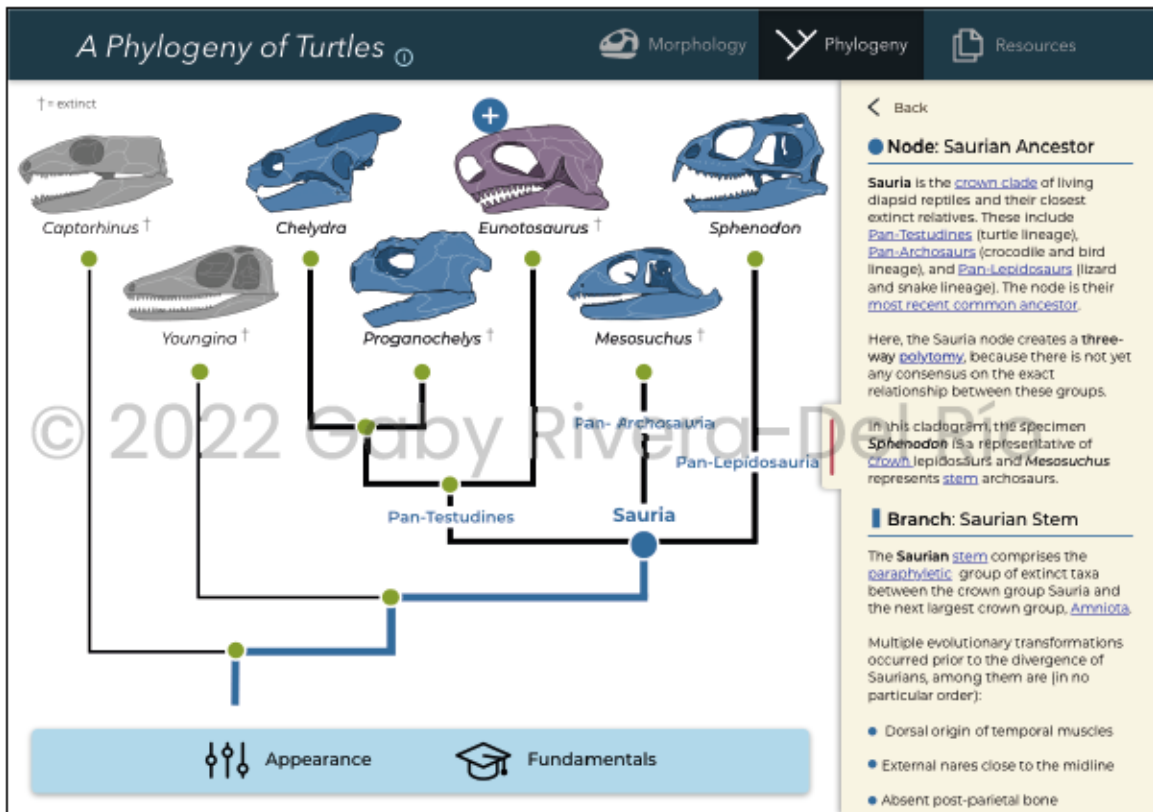 A Phylogeny of Turtles
Morphology
Phylogeny
Resources
† = extinct
Captorhinus †
Chelydra
Eunotosaurus †
Sphenodon
Youngina †
Proganochelys †
Mesosuchus †
© 2022 Gaby Rivera-Del Río
Pan- Archosauria
Pan-Lepidosauria
Pan-Testudines
Sauria
Appearance
Fundamentals
Back
Node: Saurian Ancestor
Sauria is the crown clade of living
diapsid reptiles and their closest
extinct relatives. These include
Pan-Testudines (turtle lineage),
Pan-Archosaurs (crocodile and bird
lineage), and Pan-Lepidosaurs (lizard
and snake lineage). The node is their
most recent common ancestor.
Here, the Sauria node creates a three-
way polytomy, because there is not yet
any consensus on the exact
relationship between these groups.
In this cladogram, the specimen
Sphenodon is a representative of
crown lepidosaurs and Mesosuchus
represents stem archosaurs.
Branch: Saurian Stem
The Saurian stem comprises the
paraphyletic group of extinct taxa
between the crown group Sauria and
the next largest crown group, Amniota.
Multiple evolutionary transformations
occurred prior to the divergence of
Saurians, among them are (in no
particular order):
Dorsal origin of temporal muscles
External nares close to the midline
Absent post-parietal bone